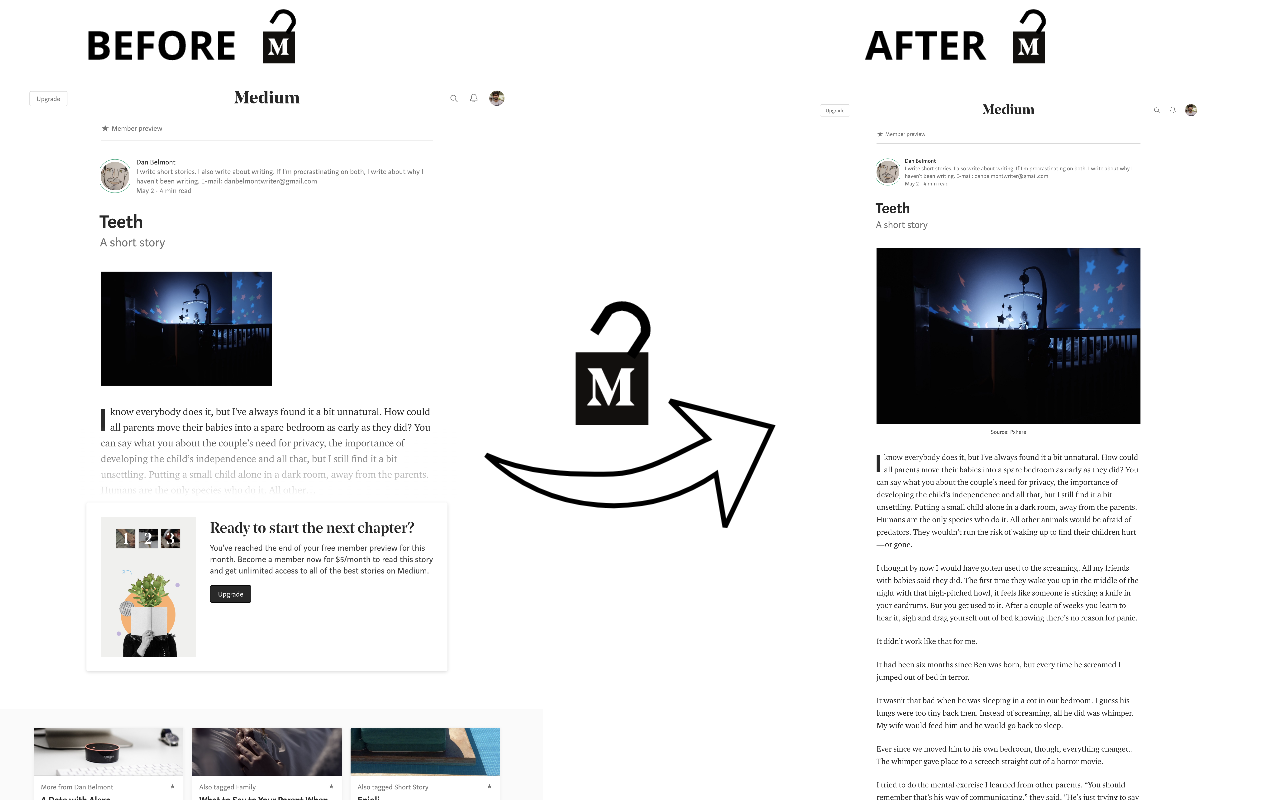 BEFORE M
Upgrade
Medium
Member preview
Dan Belmont
I write short stories. I also write about writing. If I'm procrastinating on both, I write about why I
haven't been writing. E-mail: danbelmontwriter@gmail.com
May 2 · 4 min read
Teeth
A short story
I know everybody does it, but I've always found it a bit unnatural. How could
all parents move their babies into a spare bedroom as early as they did? You
can say what you about the couple's need for privacy, the importance of
developing the child's independence and all that, but I still find it a bit
unsettling. Putting a small child alone in a dark room, away from the parents.
Humans are the only species who do it. All other...
1 2 3
Ready to start the next chapter?
You've reached the end of your free member preview for this
month. Become a member now for $5/month to read this story
and get unlimited access to all of the best stories on Medium.
Upgrade
More from Dan Belmont
A Date with Alexa
Also tagged Family
What to Say to Your Parent When
Also tagged Short Story
M
AFTER M
Upgrade
Medium
Member preview
Dan Belmont
I write short stories. I also write about writing. If I'm procrastinating on both, I write about why I
haven't been writing. E-mail: danbelmontwriter@gmail.com
May 2 · 4 min read
Teeth
A short story
Source: Pxhere
I know everybody does it, but I've always found it a bit unnatural. How could
all parents move their babies into a spare bedroom as early as they did? You
can say what you about the couple's need for privacy, the importance of
developing the child's independence and all that, but I still find it a bit
unsettling. Putting a small child alone in a dark room, away from the parents.
Humans are the only species who do it. All other animals would be afraid of
predators. They wouldn't run the risk of waking up to find their children hurt
—or gone.
I thought by now I would have gotten used to the screaming. All my friends
with babies said they did. The first time they wake you up in the middle of the
night with that high-pitched howl, it feels like someone is sticking a knife in
your eardrums. But you get used to it. After a couple of weeks you learn to
hear it, sigh and drag yourself out of bed knowing there's no reason for panic.
It didn't work like that for me.
It had been six months since Ben was born, but every time he screamed I
jumped out of bed in terror.
It wasn't that bad when he was sleeping in a cot in our bedroom. I guess his
lungs were too tiny back then. Instead of screaming, all he did was whimper.
My wife would feed him and he would go back to sleep.
Ever since we moved him to his own bedroom, though, everything changed.
The whimper gave place to a screech straight out of a horror movie.
I tried to do the mental exercise I learned from other parents. “You should
remember that's his way of communicating,” they said. “He's just trying to say